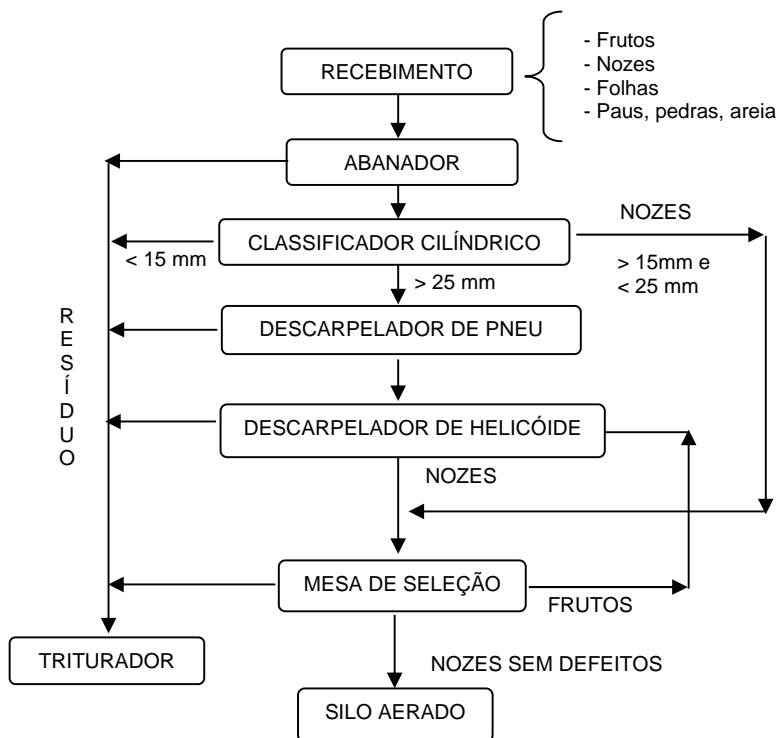 RECEBIMENTO
- Frutos
- Nozes
- Folhas
- Paus, pedras, areia
ABANADOR
CLASSIFICADOR CILÍNDRICO
NOZES
< 15 mm
> 25 mm
> 15mm e
< 25 mm
RESÍDUO
DESCARPELADOR DE PNEU
DESCARPELADOR DE HELICÓIDE
NOZES
MESA DE SELEÇÃO
FRUTOS
TRITURADOR
NOZES SEM DEFEITOS
SILO AERADO